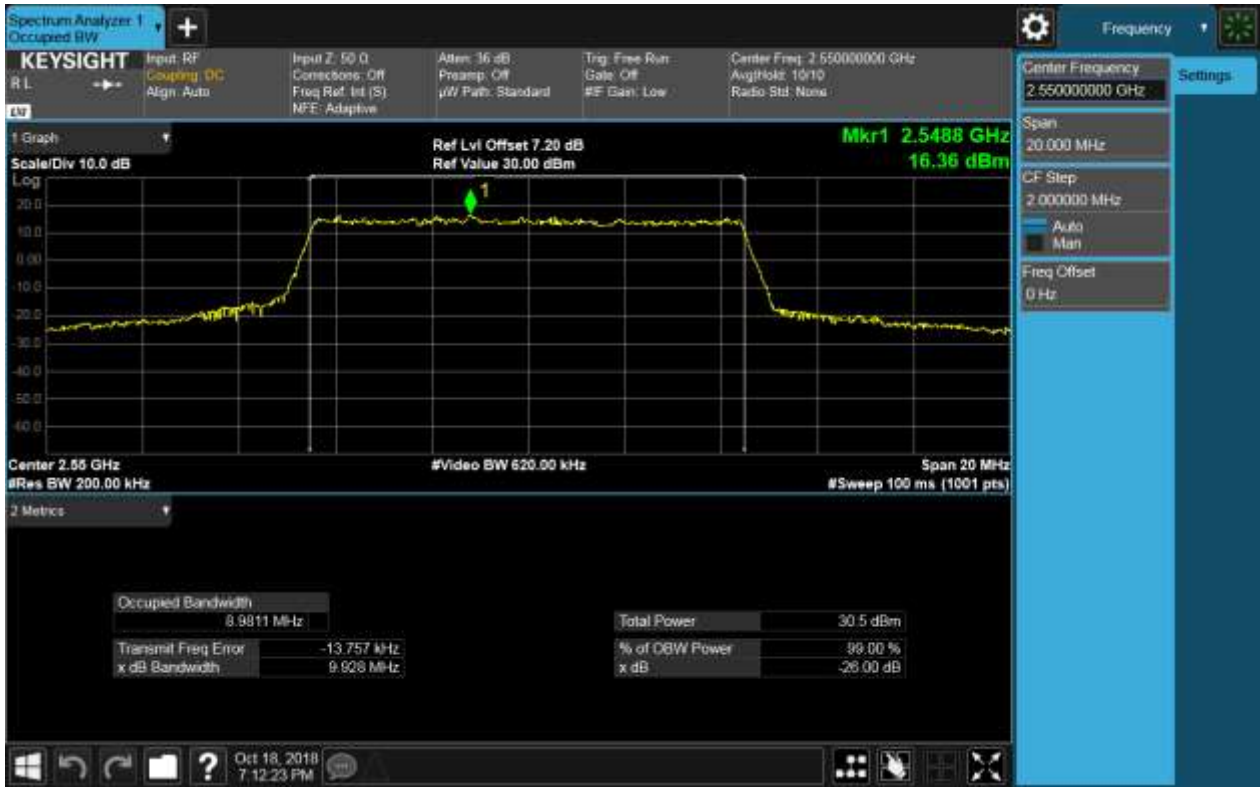 Spectrum Analyzer 1
Occupied BW
+
Frequency
KEYSIGHT
R L
Input: RF
Coupling: DC
Align: Auto
Input Z: 50 Ω
Corrections: Off
Freq Ref: Int (S)
NFE: Adaptive
Atten: 36 dB
Preamp: Off
µW Path: Standard
Trig: Free Run
Gate: Off
#IF Gain: Low
Center Freq: 2.550000000 GHz
Avg|Hold: 10/10
Radio Std: None
Center Frequency
2.550000000 GHz
Settings
Span
20.000 MHz
CF Step
2.000000 MHz
Auto
Man
Freq Offset
0 Hz
1 Graph
Scale/Div 10.0 dB
Ref Lvl Offset 7.20 dB
Ref Value 30.00 dBm
Mkr1 2.5488 GHz
16.36 dBm
Log
1
20.0
10.0
0.00
-10.0
-20.0
-30.0
-40.0
-50.0
-60.0
Center 2.55 GHz
#Video BW 620.00 kHz
Span 20 MHz
#Res BW 200.00 kHz
#Sweep 100 ms (1001 pts)
2 Metrics
Occupied Bandwidth
8.9811 MHz
Total Power 30.5 dBm
Transmit Freq Error -13.757 kHz
% of OBW Power 99.00 %
x dB Bandwidth 9.928 MHz
x dB -26.00 dB
?
Oct 18, 2018
7:12:23 PM